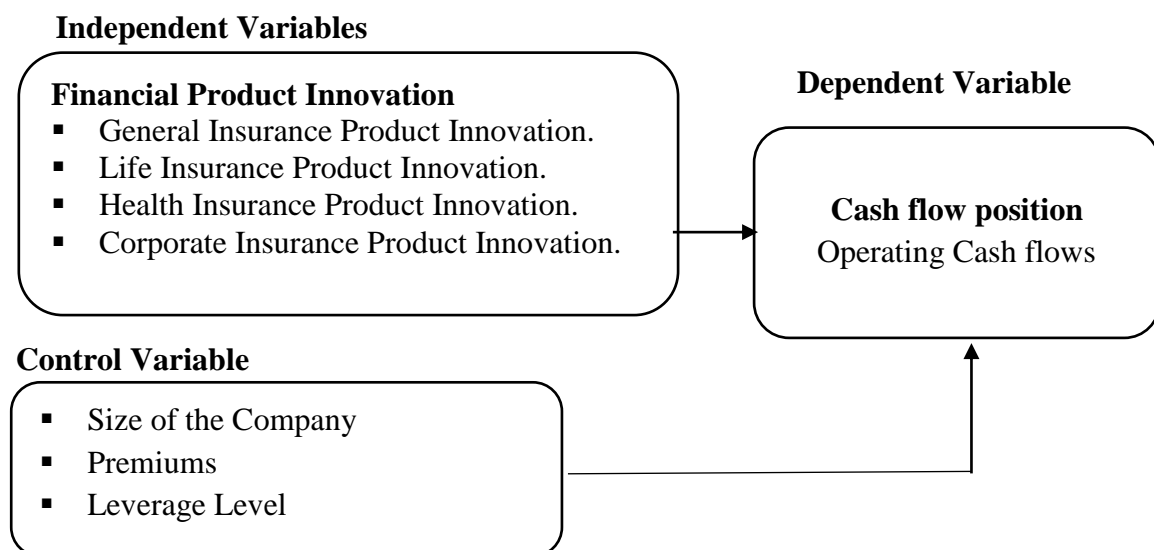 Independent Variables
Financial Product Innovation
▪ General Insurance Product Innovation.
▪ Life Insurance Product Innovation.
▪ Health Insurance Product Innovation.
▪ Corporate Insurance Product Innovation.
Dependent Variable
Cash flow position
Operating Cash flows
Control Variable
▪ Size of the Company
▪ Premiums
▪ Leverage Level